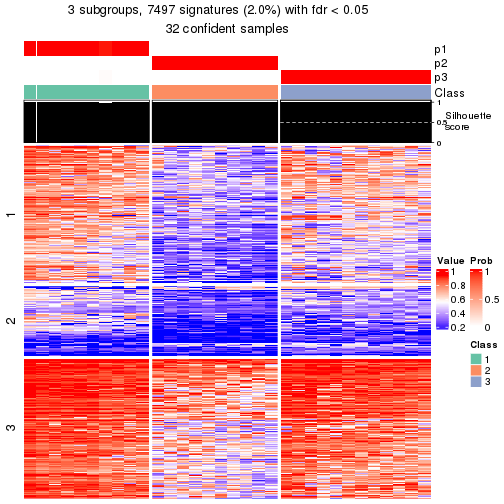 3 subgroups, 7497 signatures (2.0%) with fdr < 0.05
32 confident samples
p1
p2
p3
Class
1
0.5
0
Silhouette
score
1
2
3
Value
1
0.8
0.6
0.4
0.2
Prob
1
0.5
0
Class
1
2
3